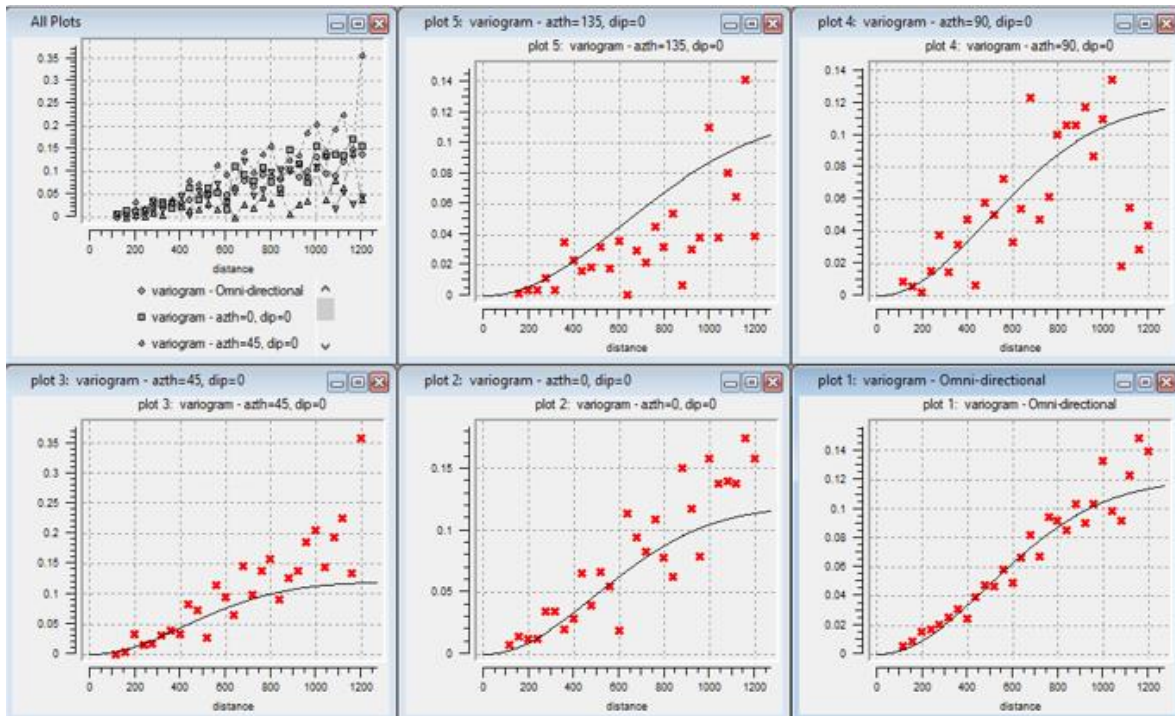 All Plots
0.35
0.3
0.25
0.2
0.15
0.1
0.05
0
0 200 400 600 800 1000 1200
distance
variogram - Omni-directional
variogram - azth=0, dip=0
variogram - azth=45, dip=0
plot 5: variogram - azth=135, dip=0
plot 5: variogram - azth=135, dip=0
0.14
0.12
0.1
0.08
0.06
0.04
0.02
0
0 200 400 600 800 1000 1200
distance
plot 4: variogram - azth=90, dip=0
plot 4: variogram - azth=90, dip=0
0.14
0.12
0.1
0.08
0.06
0.04
0.02
0
0 200 400 600 800 1000 1200
distance
plot 3: variogram - azth=45, dip=0
plot 3: variogram - azth=45, dip=0
0.35
0.3
0.25
0.2
0.15
0.1
0.05
0
0 200 400 600 800 1000 1200
distance
plot 2: variogram - azth=0, dip=0
plot 2: variogram - azth=0, dip=0
0.15
0.1
0.05
0
0 200 400 600 800 1000 1200
distance
plot 1: variogram - Omni-directional
plot 1: variogram - Omni-directional
0.14
0.12
0.1
0.08
0.06
0.04
0.02
0
0 200 400 600 800 1000 1200
distance